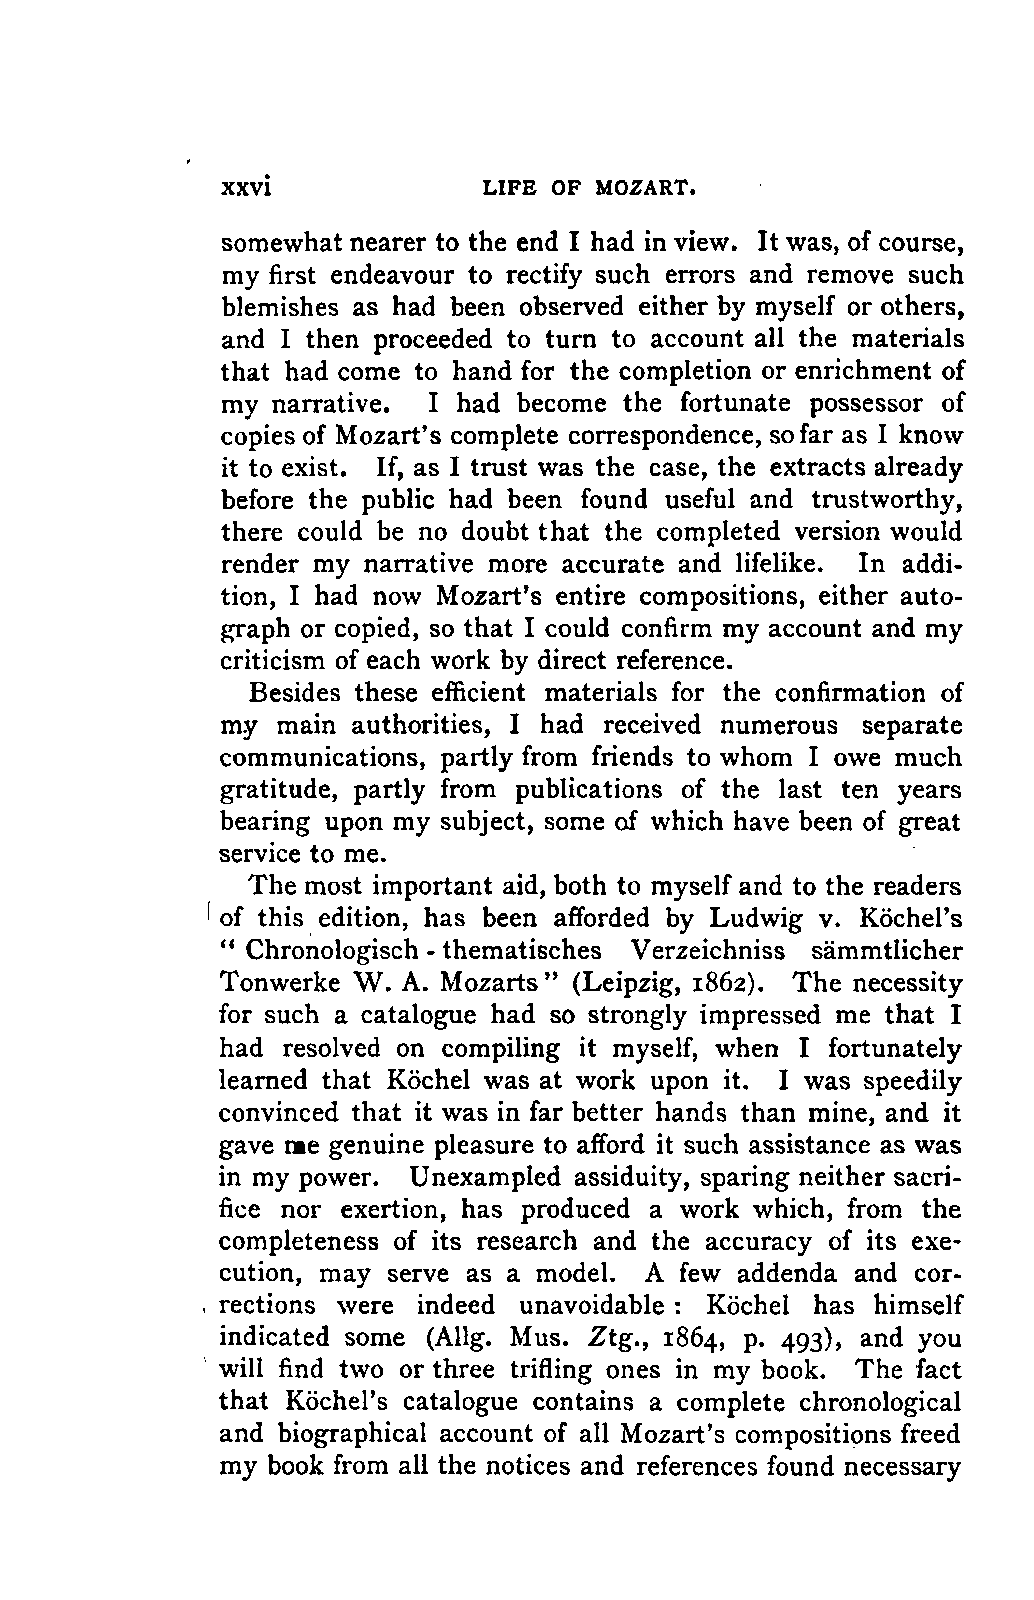 xxvi LIFE OF MOZART.
somewhat nearer to the end I had in view. It was, of course,
my first endeavour to rectify such errors and remove such
blemishes as had been observed either by myself or others,
and I then proceeded to turn to account all the materials
that had come to hand for the completion or enrichment of
my narrative. I had become the fortunate possessor of
copies of Mozart's complete correspondence, so far as I know
it to exist. If, as I trust was the case, the extracts already
before the public had been found useful and trustworthy,
there could be no doubt that the completed version would
render my narrative more accurate and lifelike. In addi-
tion, I had now Mozart's entire compositions, either auto-
graph or copied, so that I could confirm my account and my
criticism of each work by direct reference.
Besides these efficient materials for the confirmation of
my main authorities, I had received numerous separate
communications, partly from friends to whom I owe much
gratitude, partly from publications of the last ten years
bearing upon my subject, some of which have been of great
service to me.
The most important aid, both to myself and to the readers
of this edition, has been afforded by Ludwig v. Köchel's
" Chronologisch - thematisches Verzeichniss sämmtlicher
Tonwerke W. A. Mozarts " (Leipzig, 1862). The necessity
for such a catalogue had so strongly impressed me that I
had resolved on compiling it myself, when I fortunately
learned that Köchel was at work upon it. I was speedily
convinced that it was in far better hands than mine, and it
gave me genuine pleasure to afford it such assistance as was
in my power. Unexampled assiduity, sparing neither sacri-
fice nor exertion, has produced a work which, from the
completeness of its research and the accuracy of its exe-
cution, may serve as a model. A few addenda and cor-
rections were indeed unavoidable : Köchel has himself
indicated some (Allg. Mus. Ztg., 1864, p. 493), and you
will find two or three trifling ones in my book. The fact
that Köchel's catalogue contains a complete chronological
and biographical account of all Mozart's compositions freed
my book from all the notices and references found necessary